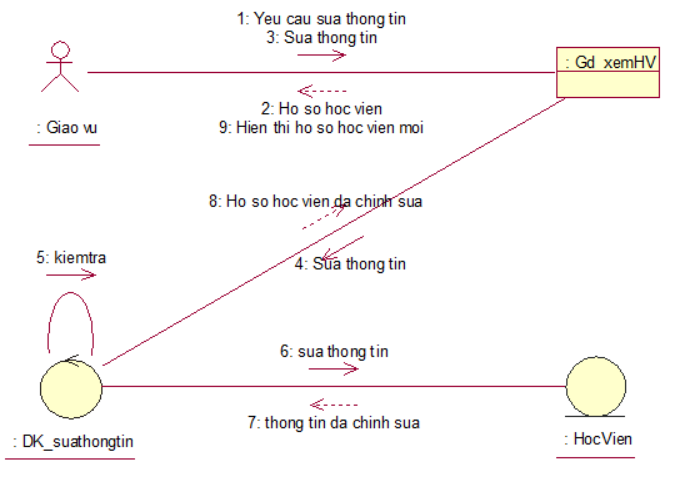 1: Yeu cau sua thong tin
3: Sua thong tin
: Gd_xemHV
2: Ho so hoc vien
: Giao vu
9: Hien thi ho so hoc vien moi
8: Ho so hoc vien da chinh sua
5: kiemtra
4: Sua thong tin
6: sua thong tin
7: thong tin da chinh sua
: DK_suathongtin
: HocVien